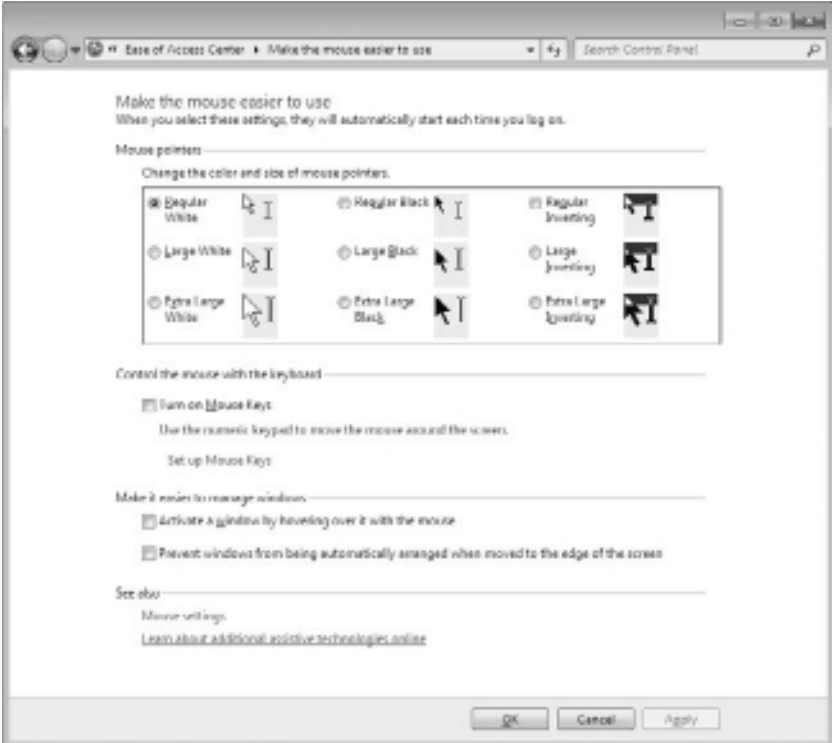 « Ease of Access Center ▸ Make the mouse easier to use
Search Control Panel
Make the mouse easier to use
When you select these settings, they will automatically start each time you log on.
Mouse pointers
Change the color and size of mouse pointers.
Regular White
Regular Black
Regular Inverting
Large White
Large Black
Large Inverting
Extra Large White
Extra Large Black
Extra Large Inverting
Control the mouse with the keyboard
Turn on Mouse Keys
Use the numeric keypad to move the mouse around the screen.
Set up Mouse Keys
Make it easier to manage windows
Activate a window by hovering over it with the mouse
Prevent windows from being automatically arranged when moved to the edge of the screen
See also
Mouse settings
Learn about additional assistive technologies online
OK
Cancel
Apply